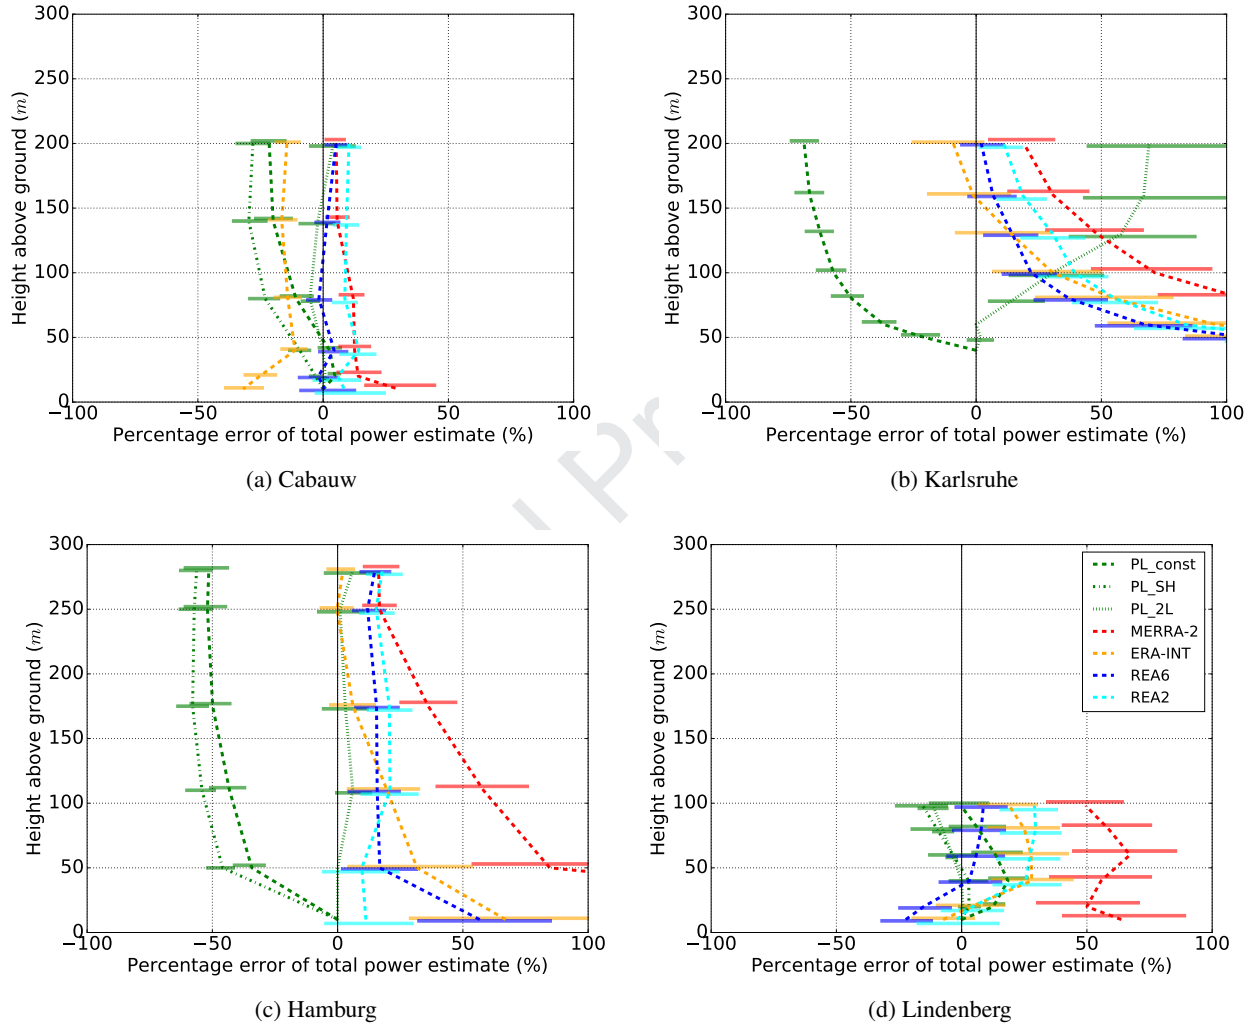 300
250
200
150
100
50
0
Height above ground (m)
−100 −50 0 50 100
Percentage error of total power estimate (%)
(a) Cabauw
300
250
200
150
100
50
0
Height above ground (m)
−100 −50 0 50 100
Percentage error of total power estimate (%)
(b) Karlsruhe
l Pr
300
250
200
150
100
50
0
Height above ground (m)
−100 −50 0 50 100
Percentage error of total power estimate (%)
(c) Hamburg
300
250
200
150
100
50
0
Height above ground (m)
PL_const
PL_SH
PL_2L
MERRA-2
ERA-INT
REA6
REA2
−100 −50 0 50 100
Percentage error of total power estimate (%)
(d) Lindenberg